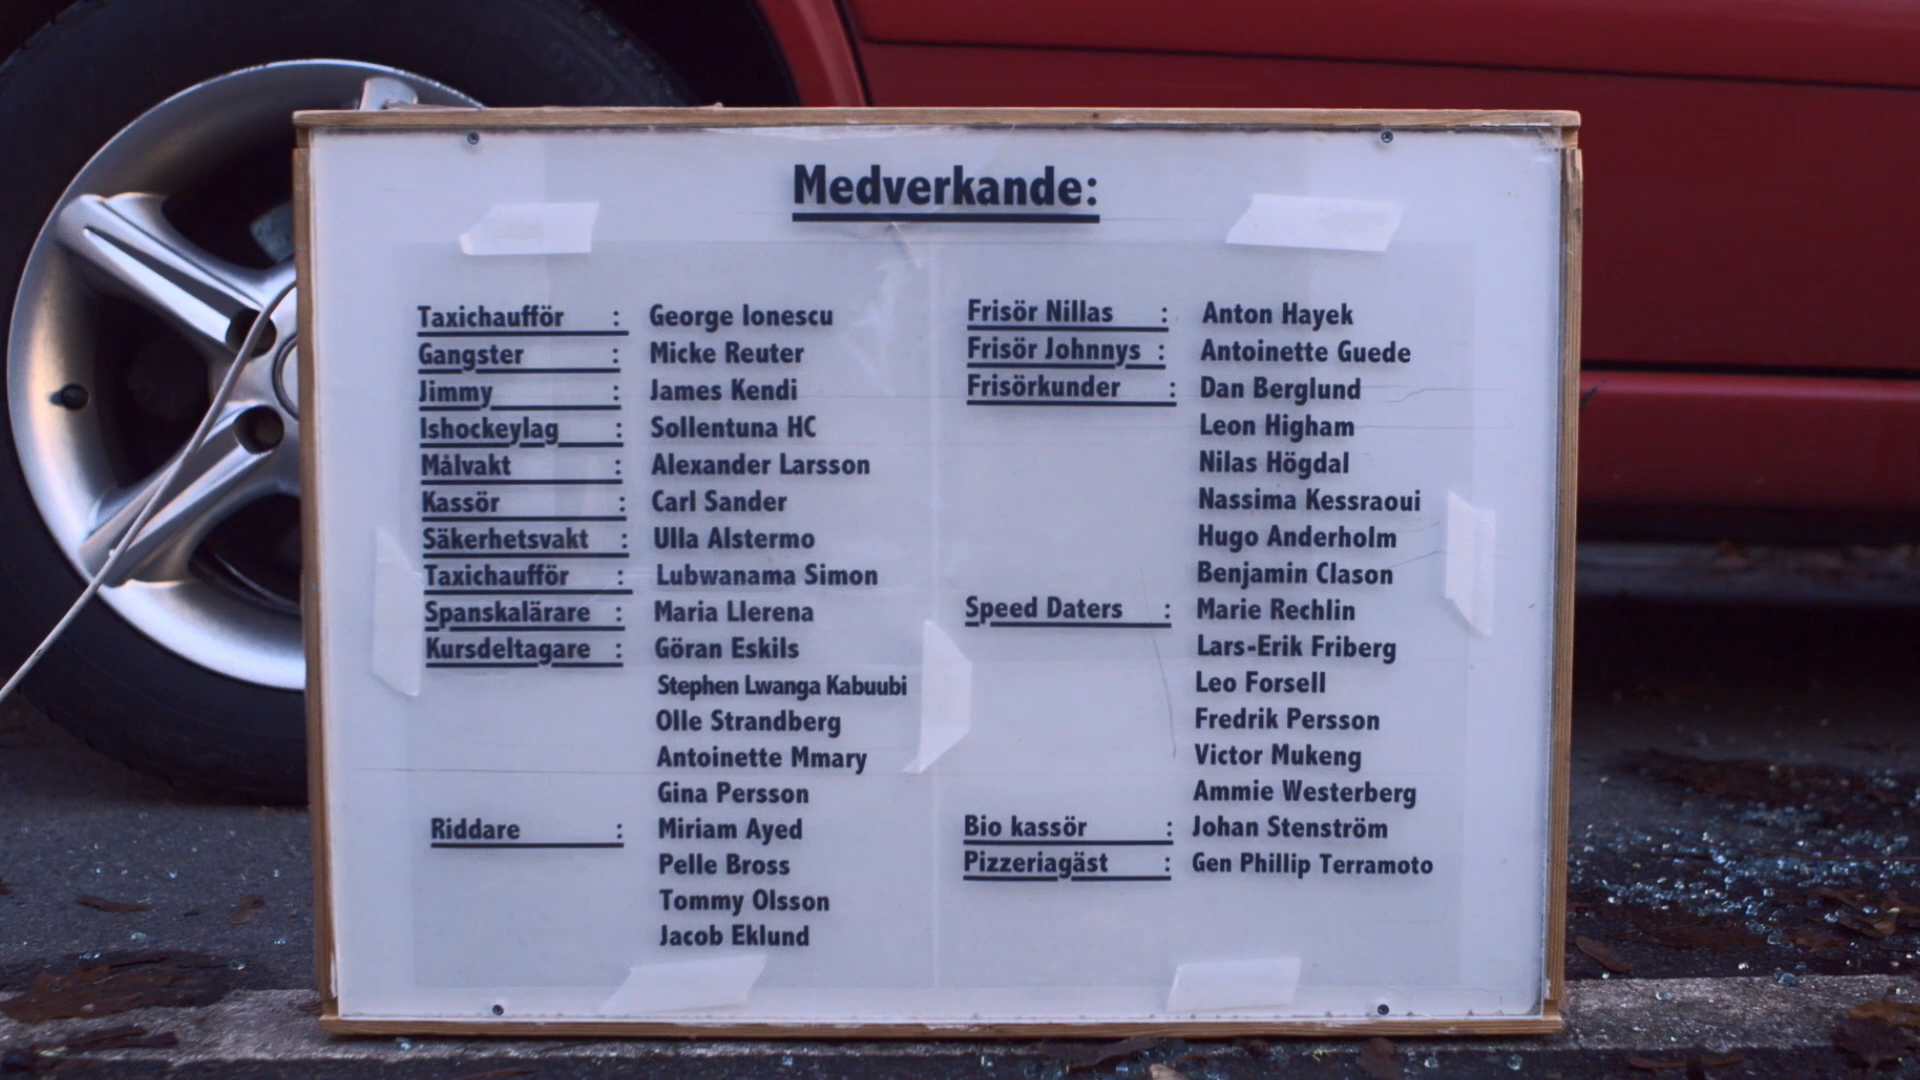 Medverkande:
Taxichaufför : George Ionescu
Gangster : Micke Reuter
Jimmy : James Kendi
Ishockeylag : Sollentuna HC
Målvakt : Alexander Larsson
Kassör : Carl Sander
Säkerhetsvakt : Ulla Alstermo
Taxichaufför : Lubwanama Simon
Spanskalärare : Maria Llerena
Kursdeltagare : Göran Eskils
Stephen Lwanga Kabuubi
Olle Strandberg
Antoinette Mmary
Gina Persson
Riddare : Miriam Ayed
Pelle Bross
Tommy Olsson
Jacob Eklund
Frisör Nillas : Anton Hayek
Frisör Johnnys : Antoinette Guede
Frisörkunder : Dan Berglund
Leon Higham
Nilas Högdal
Nassima Kessraoui
Hugo Anderholm
Benjamin Clason
Speed Daters : Marie Rechlin
Lars-Erik Friberg
Leo Forsell
Fredrik Persson
Victor Mukeng
Ammie Westerberg
Bio kassör : Johan Stenström
Pizzeriagäst : Gen Phillip Terramoto